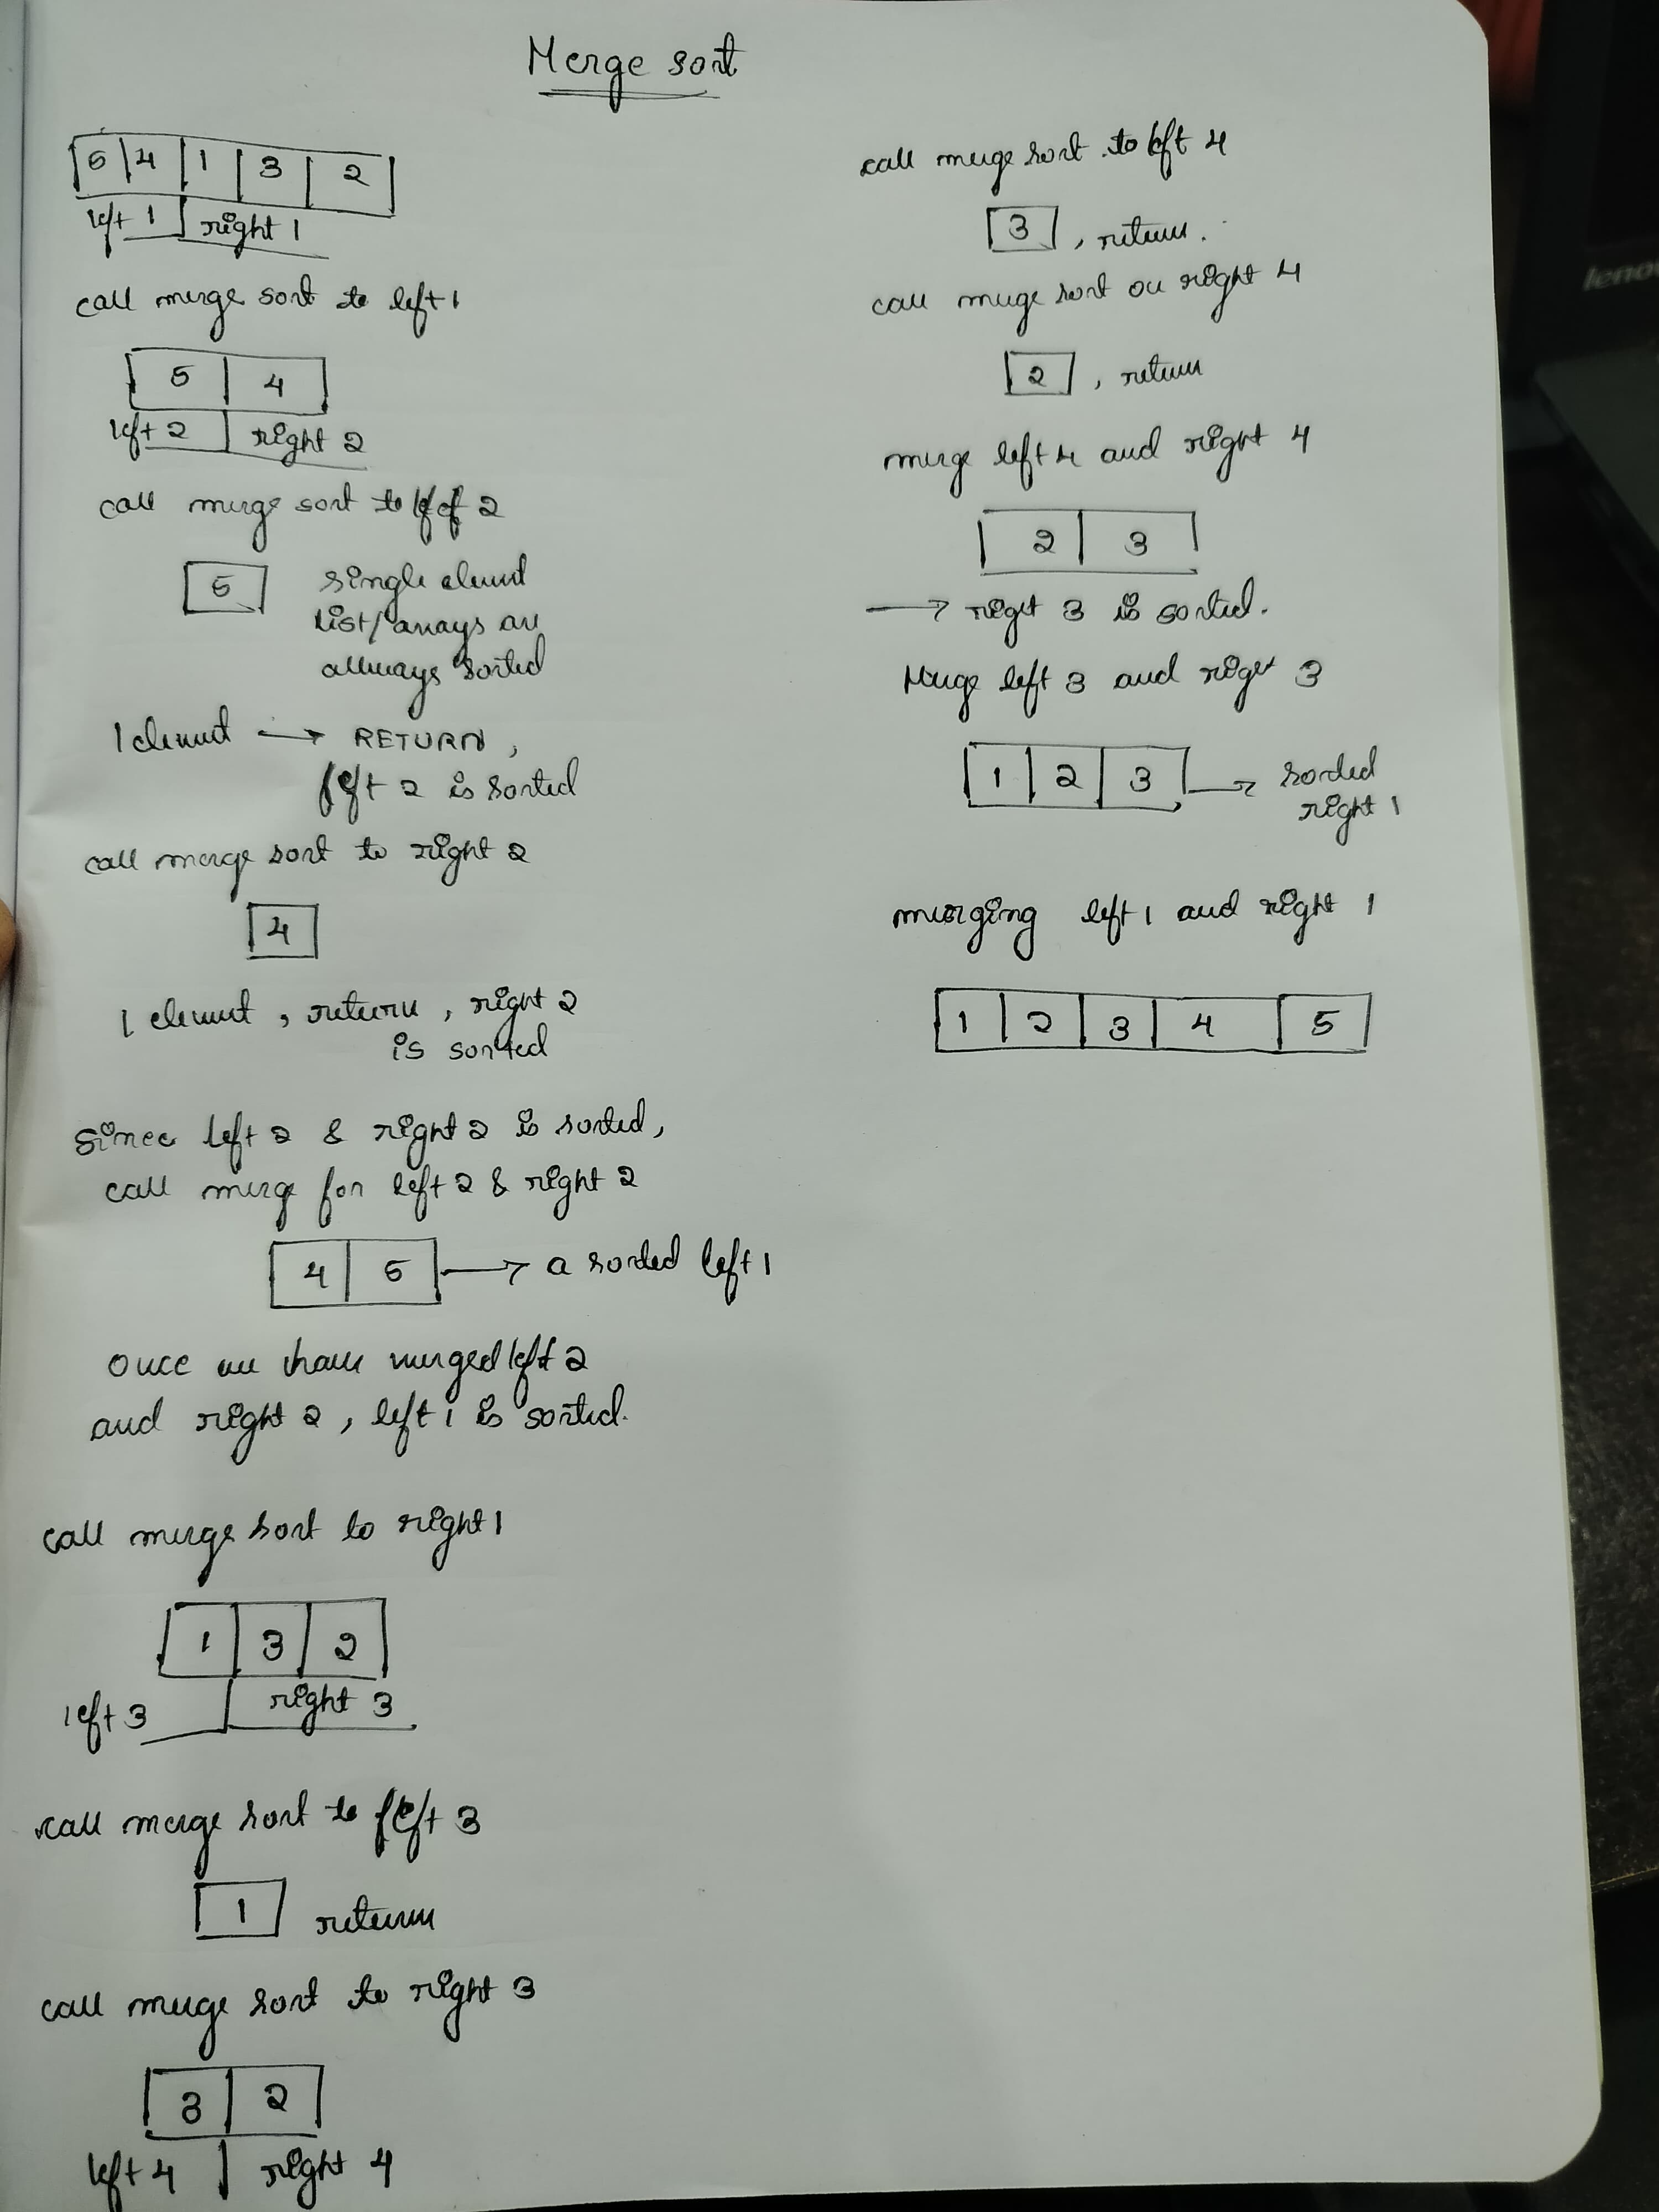 Merge sort
5 4 1 3 2
left 1 right 1
call merge sort to left 1
5 4
left 2 right 2
call merge sort to left 2
5 single element
list/arrays are
allways sorted
1 element → RETURN,
left 2 is sorted
call merge sort to right 2
4
1 element, return, right 2
is sorted
Since left 2 & right 2 is sorted,
call merge for left 2 & right 2
4 5 → a sorded left 1
Once we have merged left 2
and right 2, left 1 is sorted.
call merge sort to right 1
1 3 2
left 3 right 3
call merge sort to left 3
1 return
call merge sort to right 3
3 2
left 4 right 4
call merge sort to left 4
3 , return.
call merge sort on right 4
2 , return
merge left 4 and right 4
2 3
→ right 3 is sorted.
Merge left 3 and right 3
1 2 3 → sorded
right 1
merging left 1 and right 1
1 2 3 4 5
lenovo